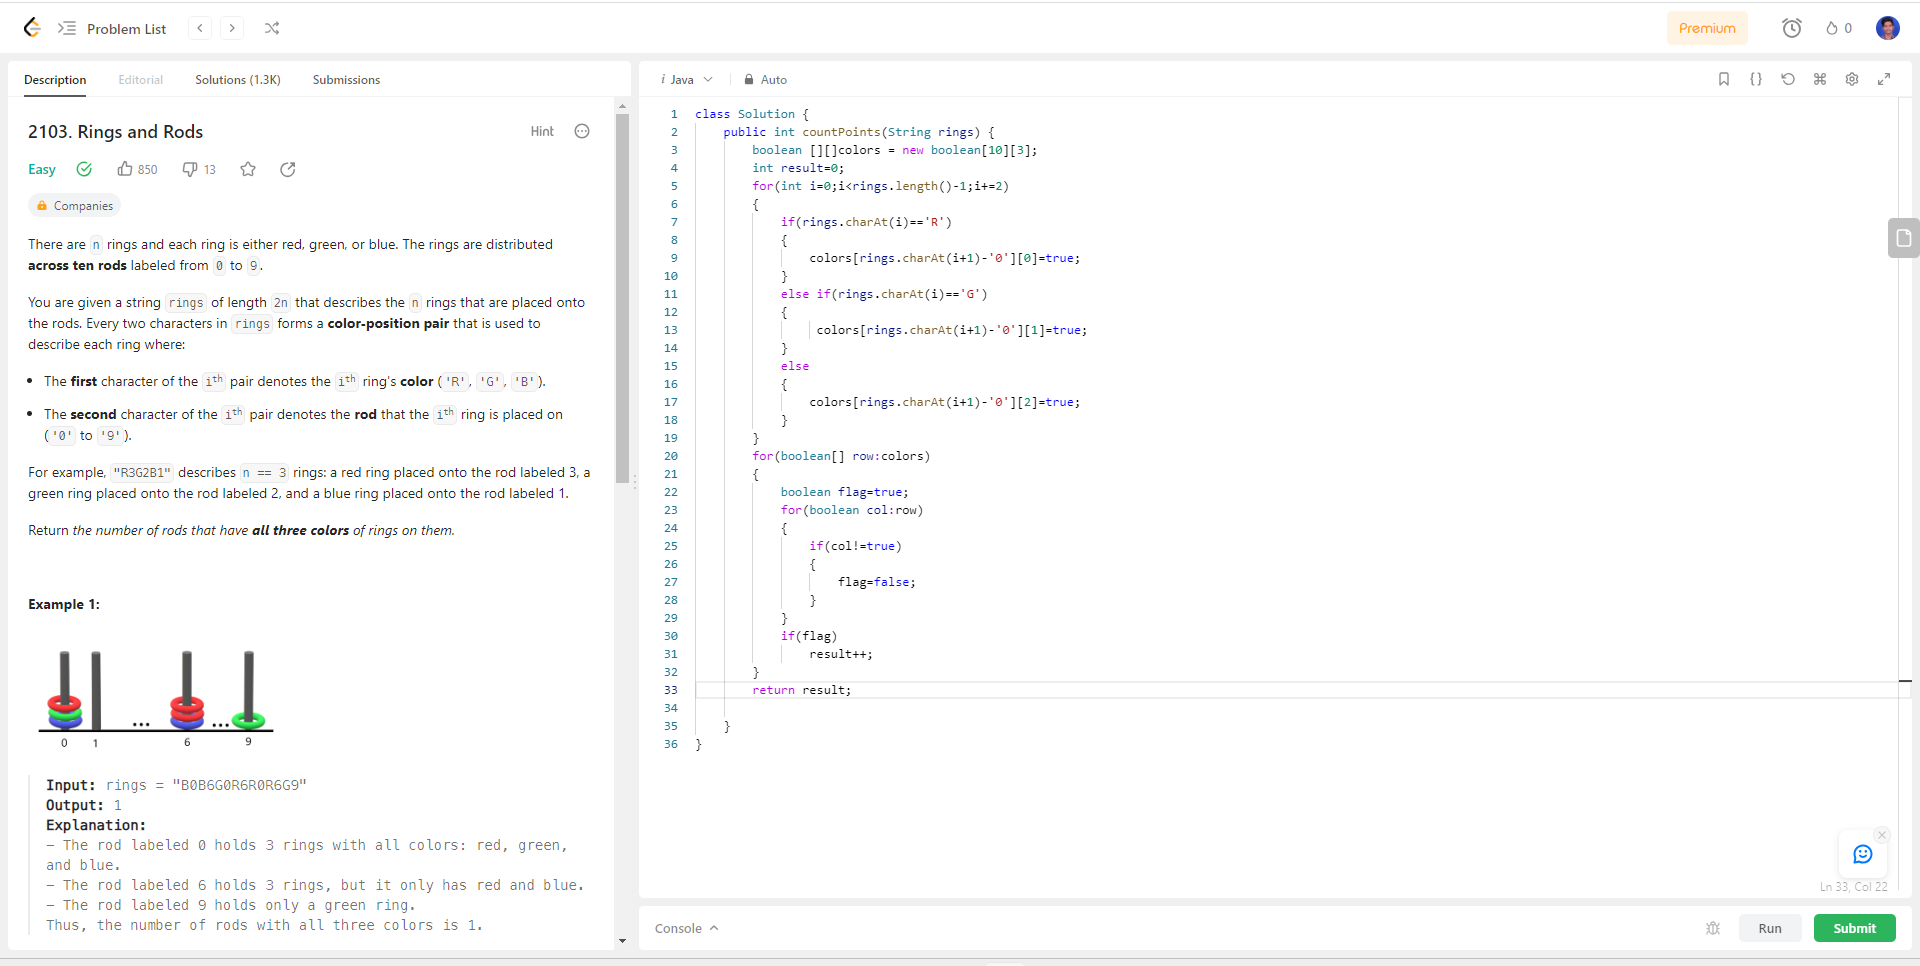 Problem List
Premium
0
Description Editorial Solutions (1.3K) Submissions
i Java Auto
2103. Rings and Rods
Hint
Easy 850 13
Companies
There are n rings and each ring is either red, green, or blue. The rings are distributed
across ten rods labeled from 0 to 9.
You are given a string rings of length 2n that describes the n rings that are placed onto
the rods. Every two characters in rings forms a color-position pair that is used to
describe each ring where:
• The first character of the ith pair denotes the ith ring's color ('R', 'G', 'B').
• The second character of the ith pair denotes the rod that the ith ring is placed on
('0' to '9').
For example, "R3G2B1" describes n == 3 rings: a red ring placed onto the rod labeled 3, a
green ring placed onto the rod labeled 2, and a blue ring placed onto the rod labeled 1.
Return the number of rods that have all three colors of rings on them.
Example 1:
0 1 ... 6 ... 9
Input: rings = "B0B6G0R6R0R6G9"
Output: 1
Explanation:
- The rod labeled 0 holds 3 rings with all colors: red, green,
and blue.
- The rod labeled 6 holds 3 rings, but it only has red and blue.
- The rod labeled 9 holds only a green ring.
Thus, the number of rods with all three colors is 1.
1 class Solution {
2 public int countPoints(String rings) {
3 boolean [][]colors = new boolean[10][3];
4 int result=0;
5 for(int i=0;i<rings.length()-1;i+=2)
6 {
7 if(rings.charAt(i)=='R')
8 {
9 colors[rings.charAt(i+1)-'0'][0]=true;
10 }
11 else if(rings.charAt(i)=='G')
12 {
13 colors[rings.charAt(i+1)-'0'][1]=true;
14 }
15 else
16 {
17 colors[rings.charAt(i+1)-'0'][2]=true;
18 }
19 }
20 for(boolean[] row:colors)
21 {
22 boolean flag=true;
23 for(boolean col:row)
24 {
25 if(col!=true)
26 {
27 flag=false;
28 }
29 }
30 if(flag)
31 result++;
32 }
33 return result;
34
35 }
36 }
Ln 33, Col 22
Console
Run
Submit